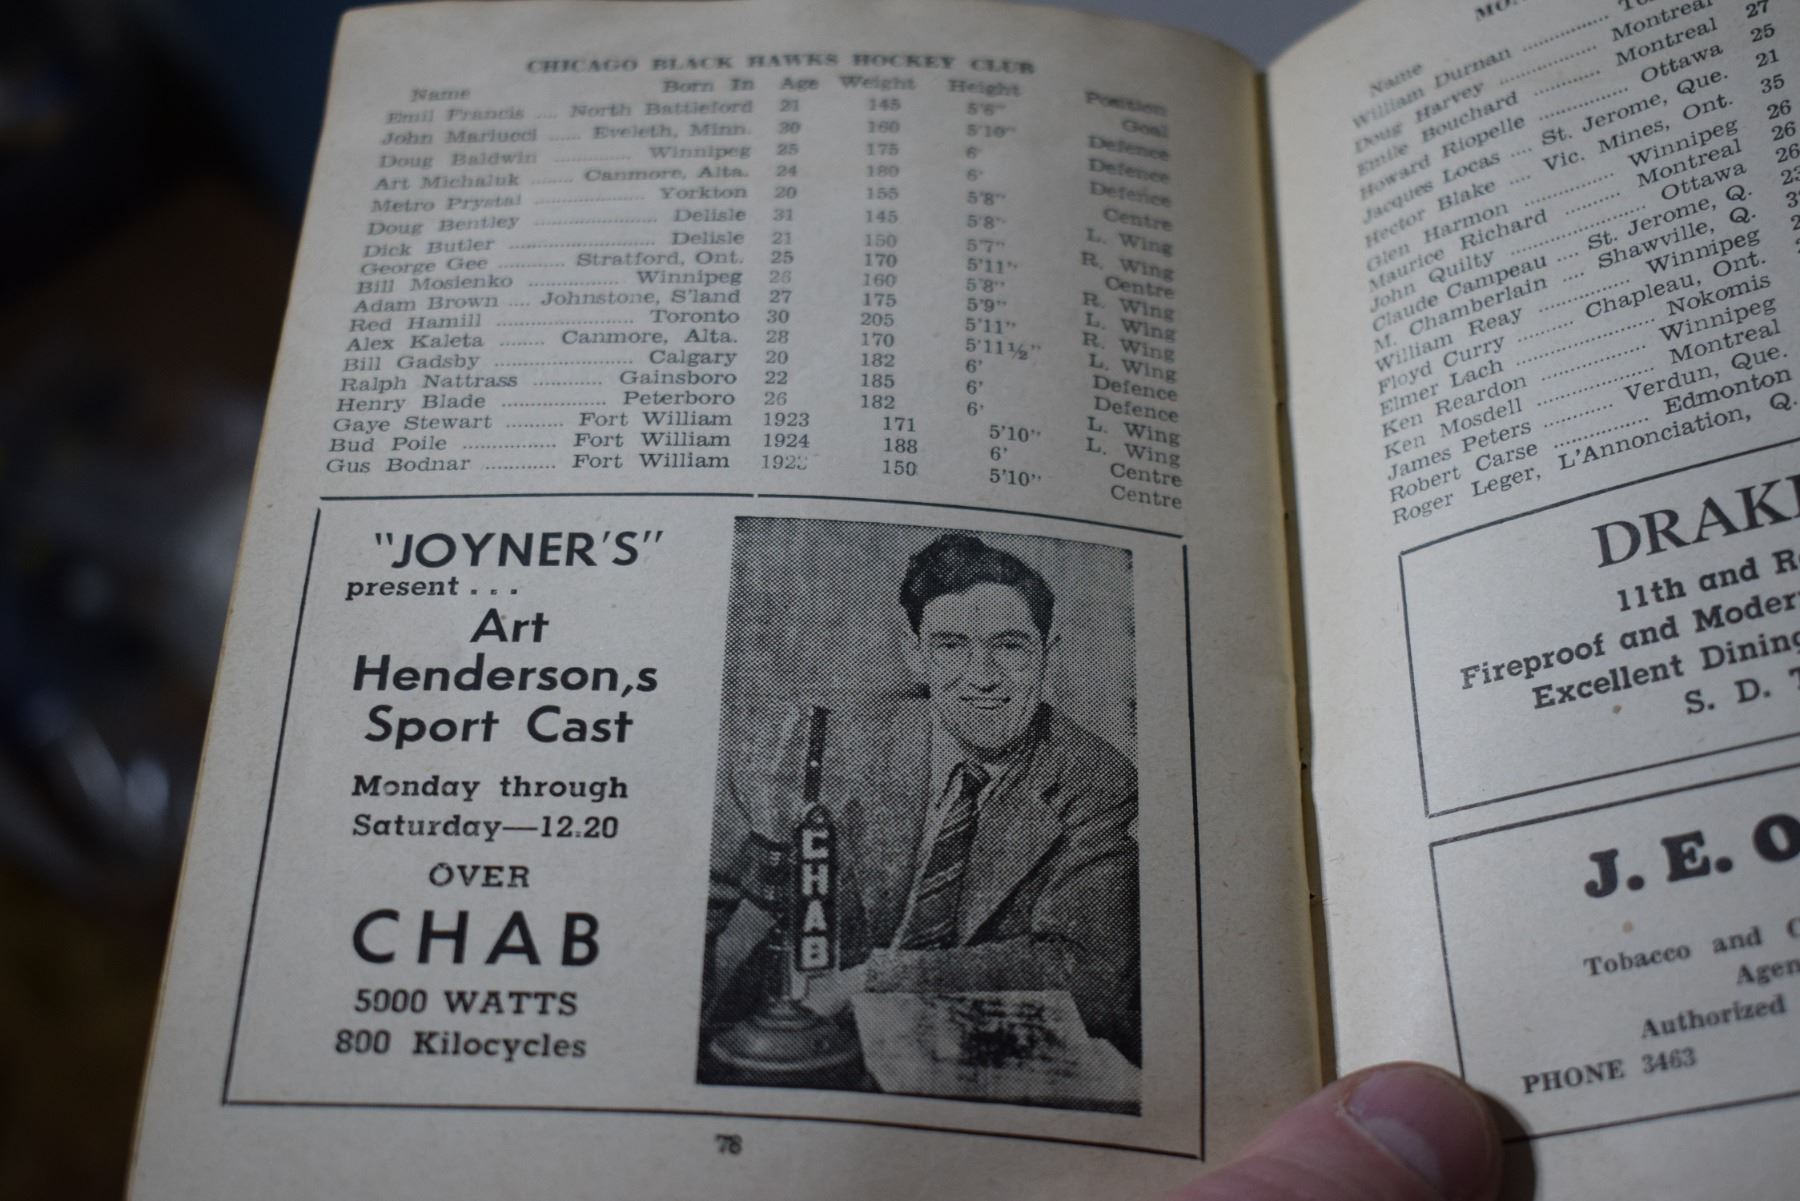 CHICAGO BLACK HAWKS HOCKEY CLUB
Name Born In Age Weight Height Position
Emil Francis .... North Battleford 21 145 5'6" Goal
John Mariucci ...... Eveleth, Minn. 30 160 5'10" Defence
Doug Baldwin ............. Winnipeg 25 175 6' Defence
Art Michaluk ....... Canmore, Alta. 24 180 6' Defence
Metro Prystai .................. Yorkton 20 155 5'8" Centre
Doug Bentley ..................... Delisle 31 145 5'8" L. Wing
Dick Butler ........................ Delisle 21 150 5'7" R. Wing
George Gee ........... Stratford, Ont. 25 170 5'11" Centre
Bill Mosienko ............... Winnipeg 160 5'8" R. Wing
Adam Brown .... Johnstone, S'land 27 175 5'9" L. Wing
Red Hamill ....................... Toronto 30 205 5'11" R. Wing
Alex Kaleta ........ Canmore, Alta. 28 170 5'11½" L. Wing
Bill Gadsby ....................... Calgary 20 182 6' Defence
Ralph Nattrass ............ Gainsboro 22 185 6' Defence
Henry Blade .................. Peterboro 26 182 6' L. Wing
Gaye Stewart .......... Fort William 1923 171 5'10" L. Wing
Bud Poile ................ Fort William 1924 188 6' Centre
Gus Bodnar ............ Fort William 150 5'10" Centre
"JOYNER'S"
present . . .
Art
Henderson,s
Sport Cast
Monday through
Saturday—12.20
OVER
CHAB
5000 WATTS
800 Kilocycles
CHAB
78
Name
William Durnan
Doug Harvey Montreal 27
Emile Bouchard Montreal 25
Howard Riopelle Ottawa 21
Jacques Locas .... St. Jerome, Que. 35
Hector Blake .... Vic. Mines, Ont. 26
Glen Harmon Winnipeg 26
Maurice Richard Montreal
John Quilty Ottawa
Claude Campeau .... St. Jerome, Q.
M. Chamberlain .... Shawville, Q.
William Reay Winnipeg
Floyd Curry Chapleau, Ont.
Elmer Lach Nokomis
Ken Reardon Winnipeg
Ken Mosdell Montreal
James Peters Verdun, Que.
Robert Carse Edmonton
Roger Leger, L'Annonciation, Q.
11th and
Fireproof and
Excellent
S. D.
J. E.
Tobacco and
Authorized
PHONE 3463